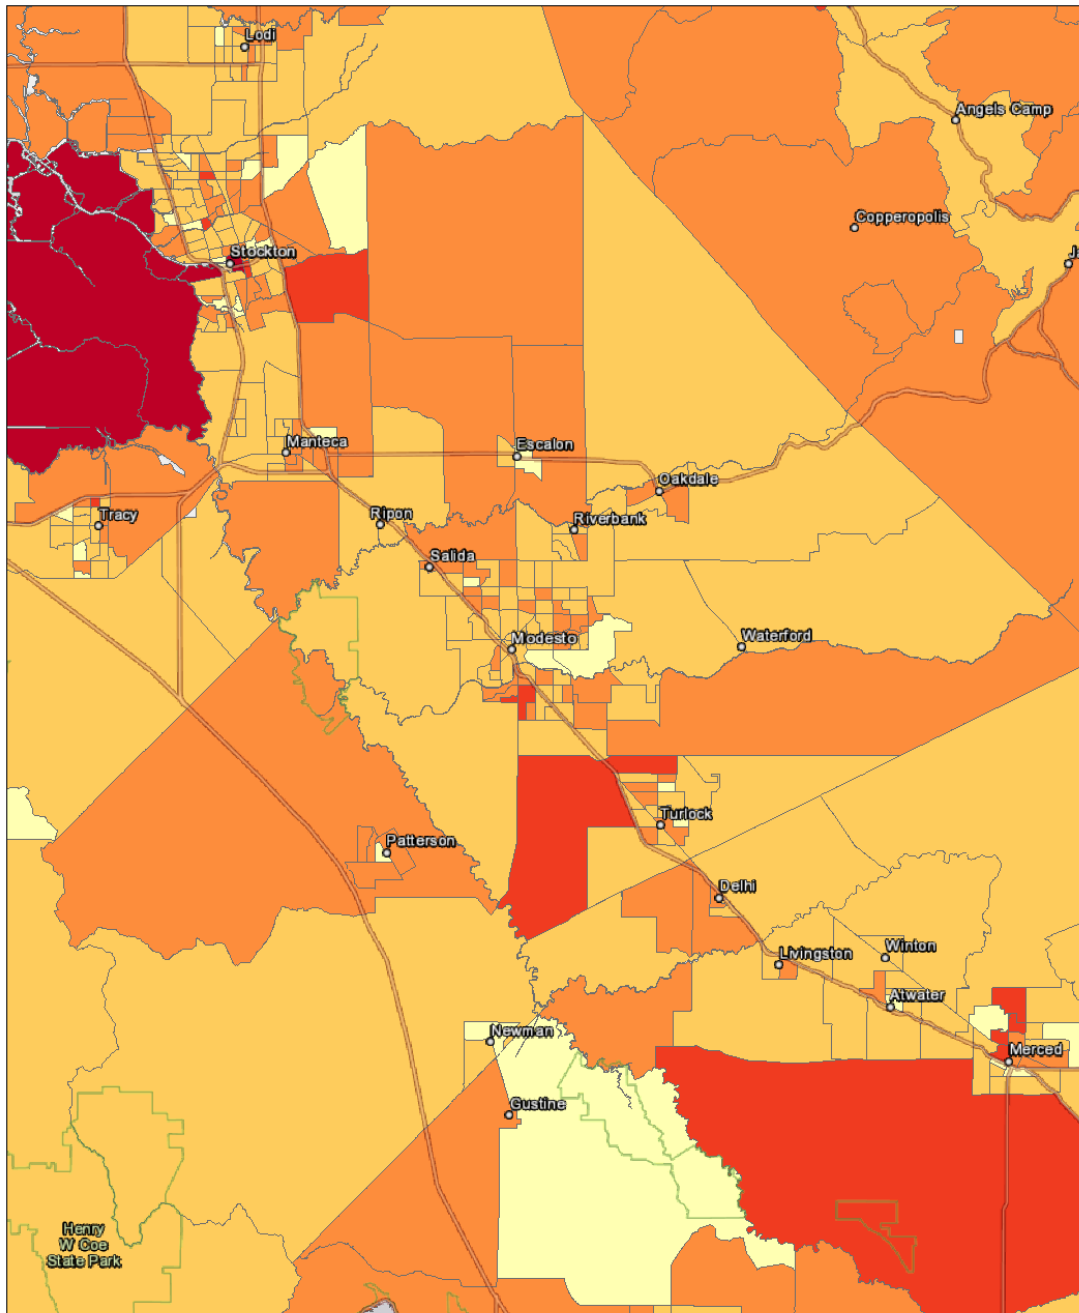 Lodi
Angels Camp
Copperopolis
Stockton
Manteca
Escalon
Oakdale
Tracy
Ripon
Riverbank
Salida
Modesto
Waterford
Turlock
Patterson
Delhi
Livingston
Winton
Atwater
Newman
Merced
Gustine
Henry
W Coe
State Park